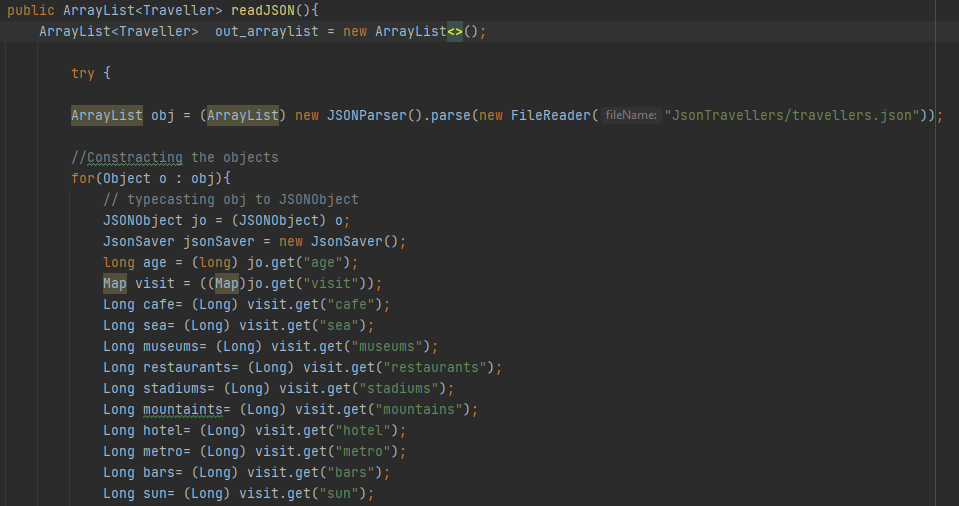 public ArrayList<Traveller> readJSON(){
ArrayList<Traveller>  out_arraylist = new ArrayList<>();
try {
ArrayList obj = (ArrayList) new JSONParser().parse(new FileReader( fileName: "JsonTravellers/travellers.json"));
//Constracting the objects
for(Object o : obj){
// typecasting obj to JSONObject
JSONObject jo = (JSONObject) o;
JsonSaver jsonSaver = new JsonSaver();
long age = (long) jo.get("age");
Map visit = ((Map)jo.get("visit"));
Long cafe= (Long) visit.get("cafe");
Long sea= (Long) visit.get("sea");
Long museums= (Long) visit.get("museums");
Long restaurants= (Long) visit.get("restaurants");
Long stadiums= (Long) visit.get("stadiums");
Long mountaints= (Long) visit.get("mountains");
Long hotel= (Long) visit.get("hotel");
Long metro= (Long) visit.get("metro");
Long bars= (Long) visit.get("bars");
Long sun= (Long) visit.get("sun");